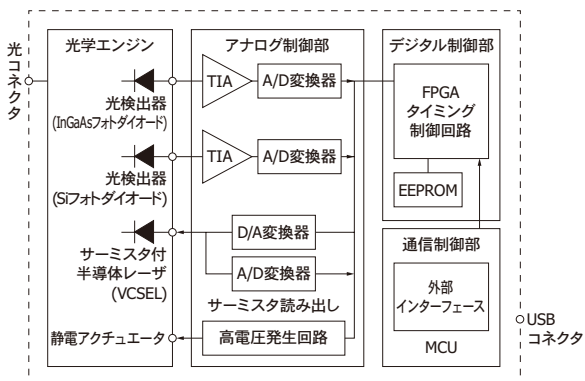 光コネクタ
光学エンジン
光検出器
(InGaAsフォトダイオード)
光検出器
(Siフォトダイオード)
サーミスタ付
半導体レーザ
(VCSEL)
静電アクチュエータ
アナログ制御部
TIA
A/D変換器
TIA
A/D変換器
D/A変換器
A/D変換器
サーミスタ読み出し
高電圧発生回路
デジタル制御部
FPGA
タイミング
制御回路
EEPROM
通信制御部
外部
インターフェース
MCU
USB
コネクタ